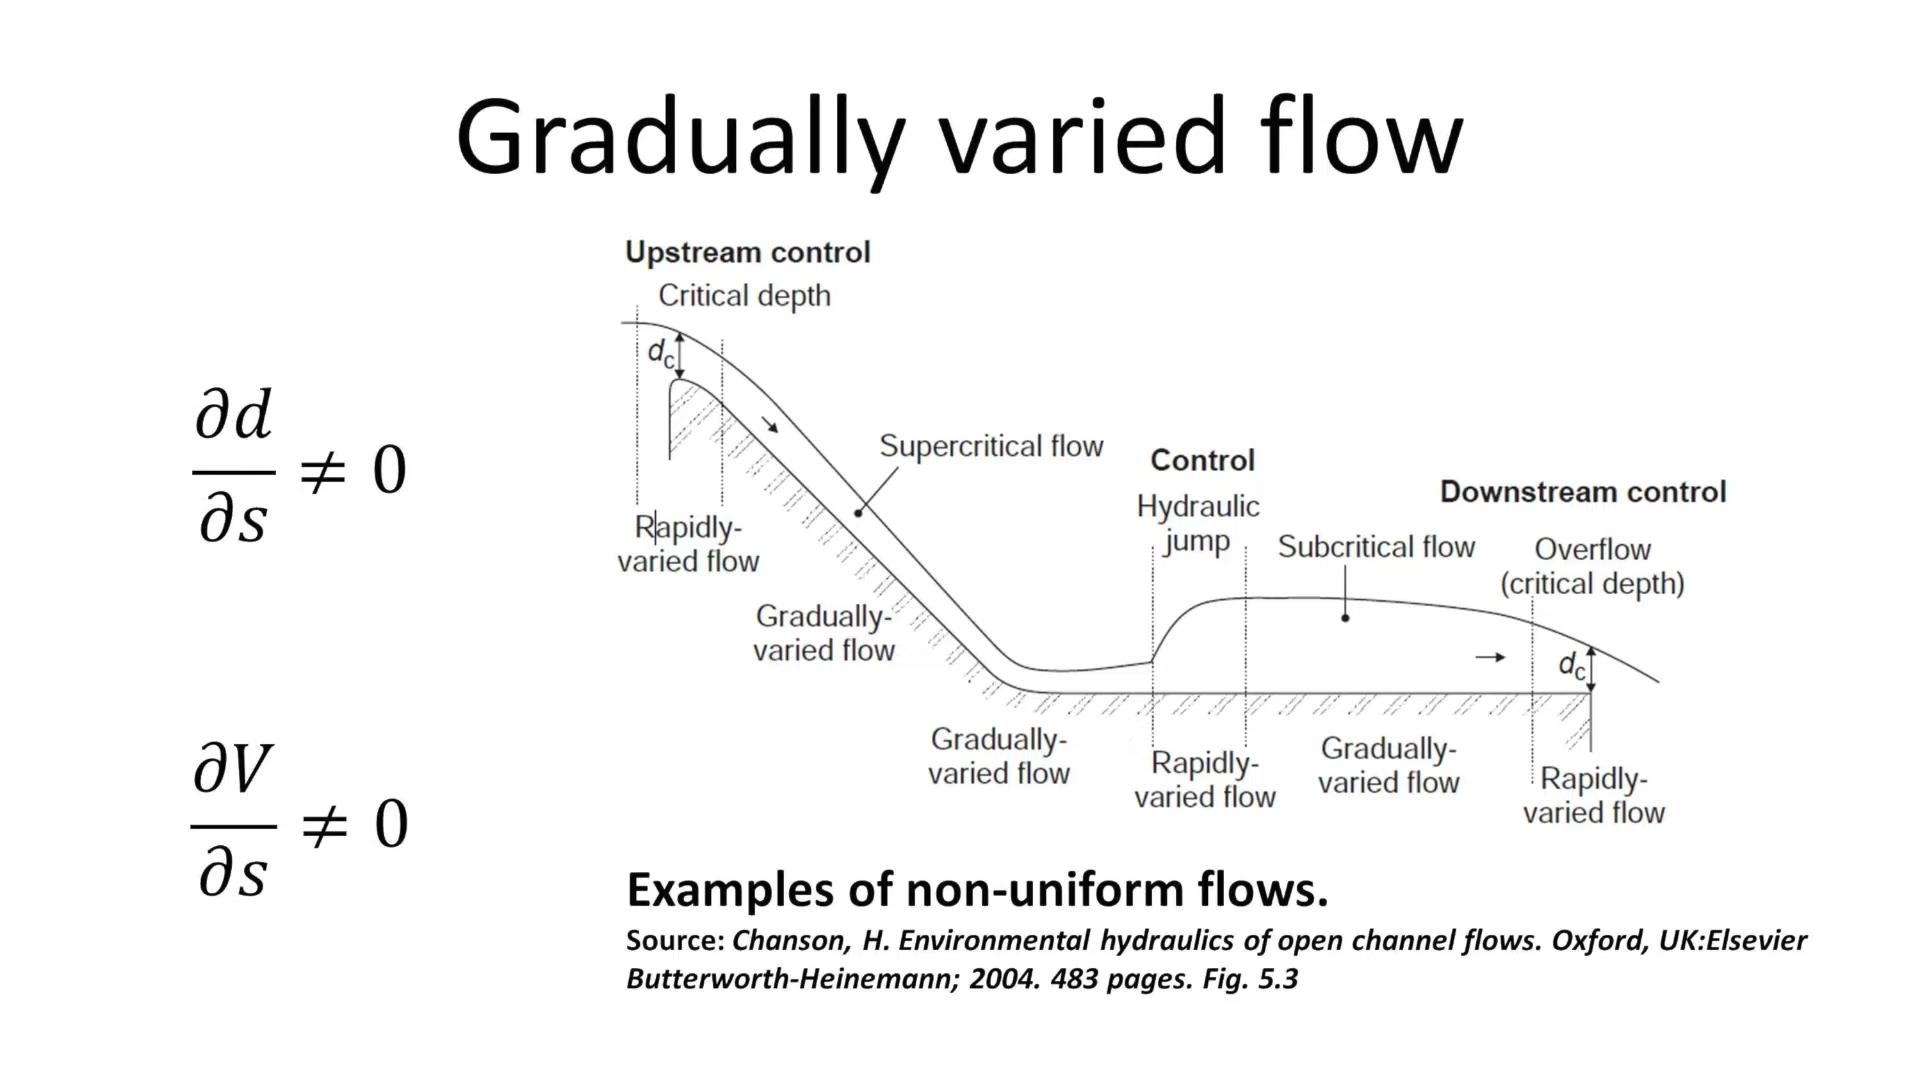 Gradually varied flow
∂d
∂s
≠ 0
∂V
∂s
≠ 0
Upstream control
Critical depth
dc
Rapidly-
varied flow
Supercritical flow
Gradually-
varied flow
Control
Hydraulic
jump
Subcritical flow
Downstream control
Overflow
(critical depth)
dc
Gradually-
varied flow
Rapidly-
varied flow
Gradually-
varied flow
Rapidly-
varied flow
Examples of non-uniform flows.
Source: Chanson, H. Environmental hydraulics of open channel flows. Oxford, UK:Elsevier
Butterworth-Heinemann; 2004. 483 pages. Fig. 5.3